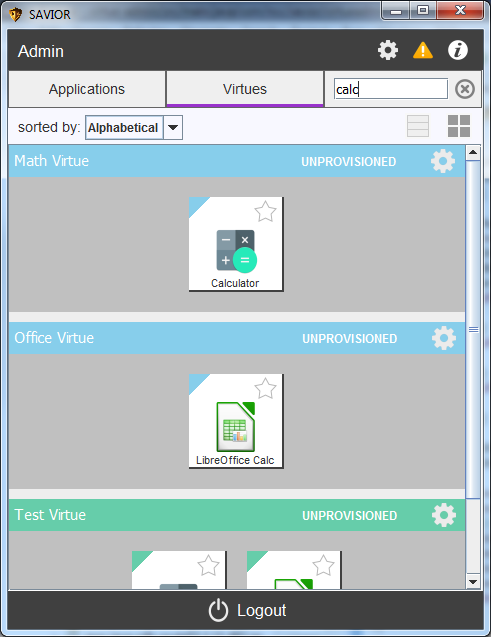 SAVIOR
Admin
Applications
Virtues
calc
sorted by: Alphabetical
Math Virtue
UNPROVISIONED
Calculator
Office Virtue
UNPROVISIONED
LibreOffice Calc
Test Virtue
UNPROVISIONED
Logout